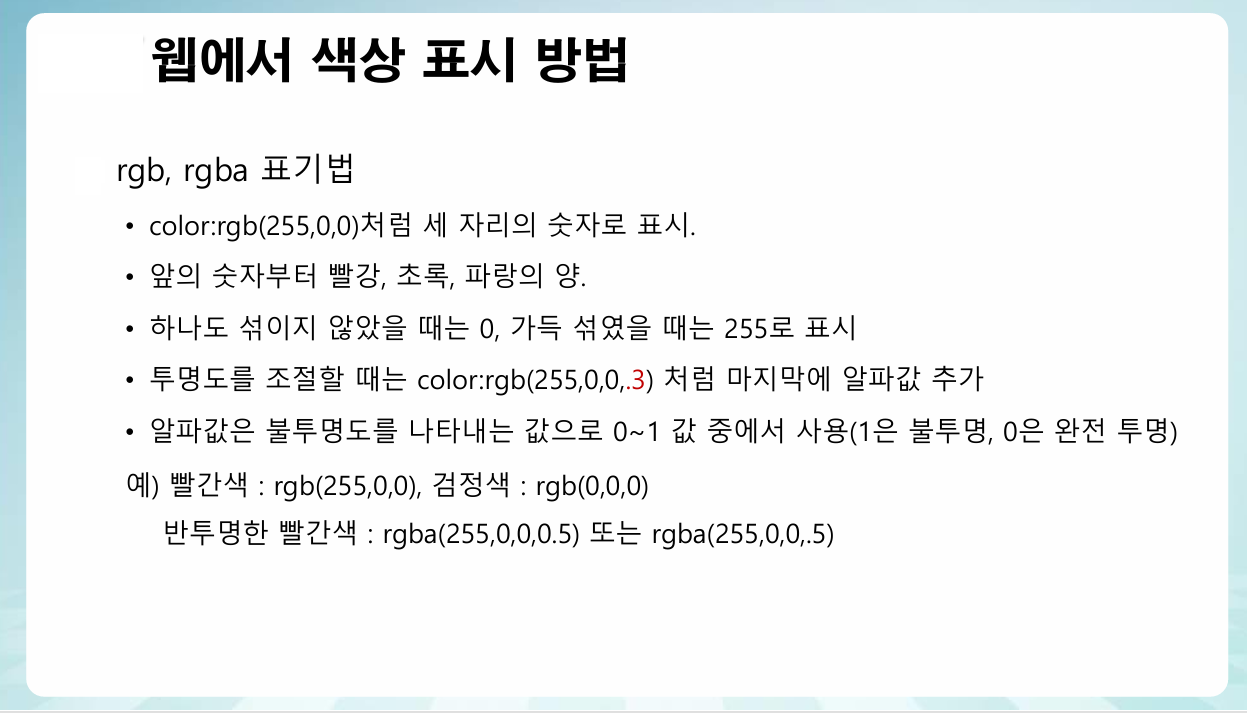 웹에서 색상 표시 방법
rgb, rgba 표기법
• color:rgb(255,0,0)처럼 세 자리의 숫자로 표시.
• 앞의 숫자부터 빨강, 초록, 파랑의 양.
• 하나도 섞이지 않았을 때는 0, 가득 섞였을 때는 255로 표시
• 투명도를 조절할 때는 color:rgb(255,0,0,.3) 처럼 마지막에 알파값 추가
• 알파값은 불투명도를 나타내는 값으로 0~1 값 중에서 사용(1은 불투명, 0은 완전 투명)
예) 빨간색 : rgb(255,0,0), 검정색 : rgb(0,0,0)
반투명한 빨간색 : rgba(255,0,0,0.5) 또는 rgba(255,0,0,.5)